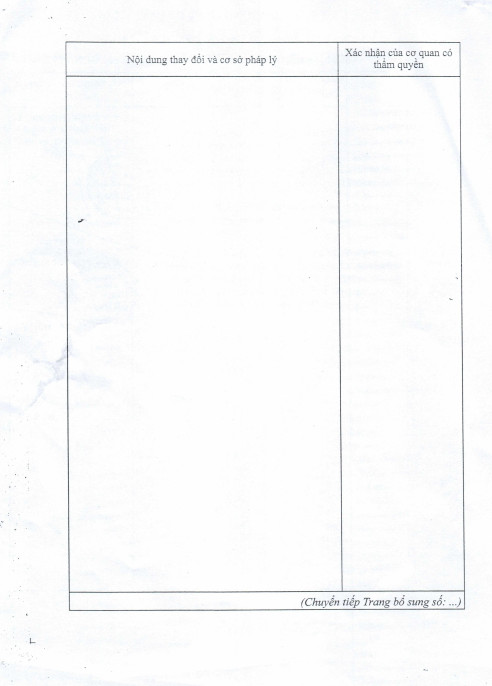 Nội dung thay đổi và cơ sở pháp lý
Xác nhận của cơ quan có
thẩm quyền
(Chuyển tiếp Trang bổ sung số: ...)